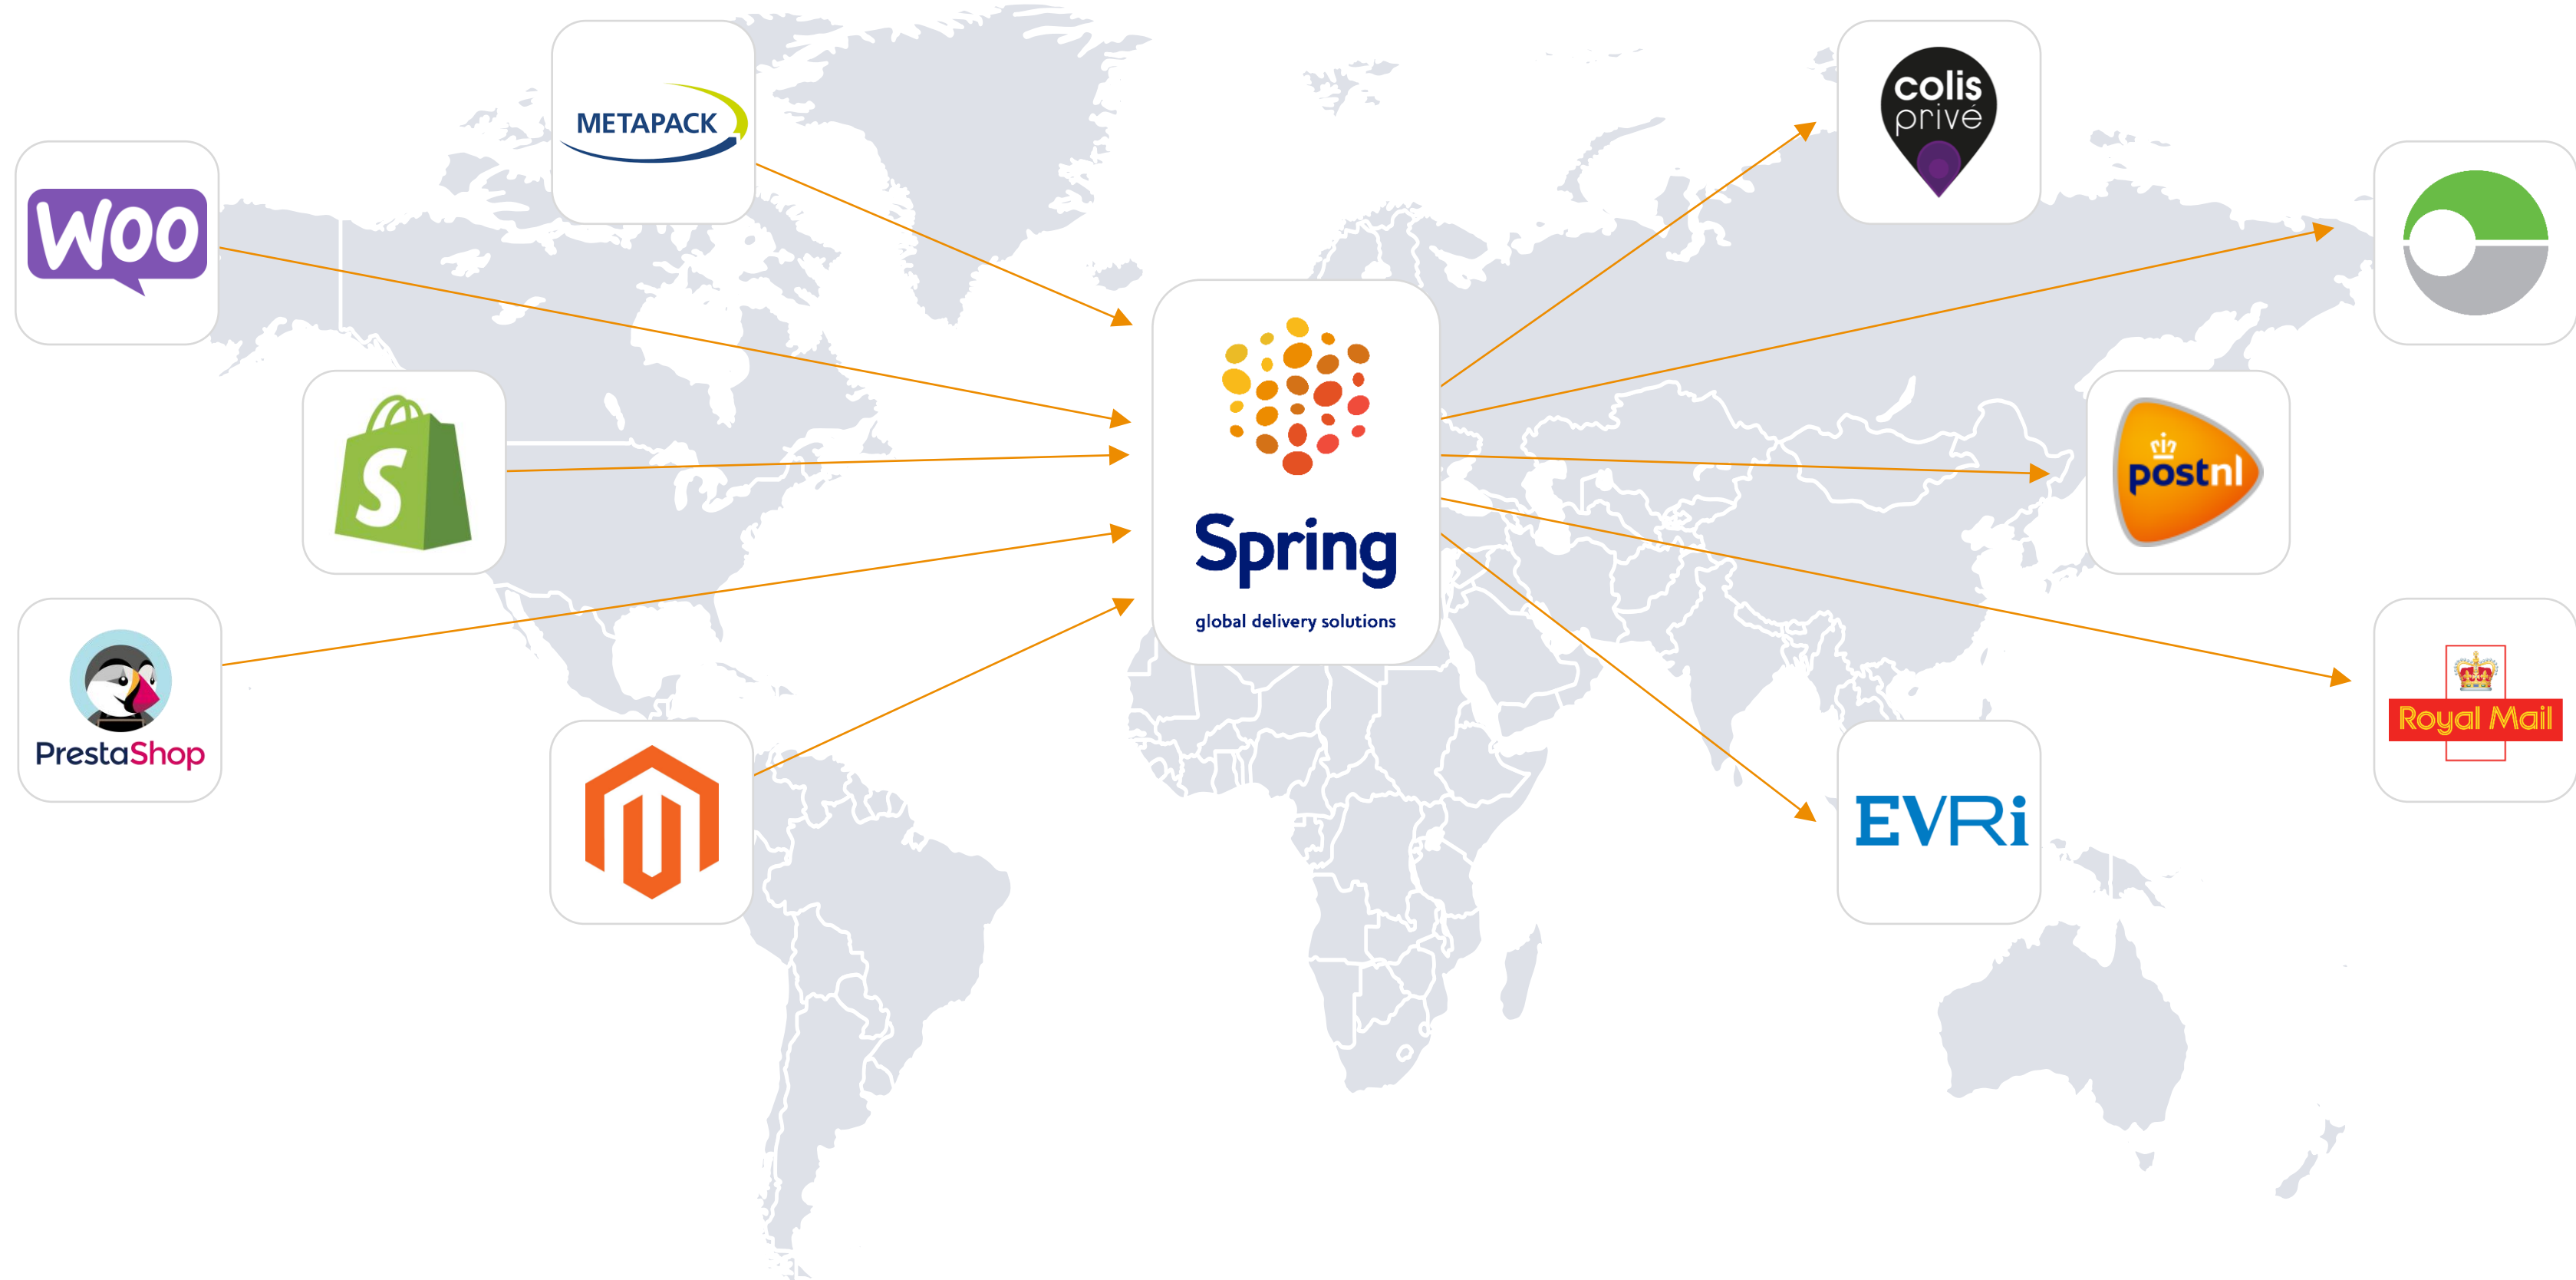 METAPACK
colis
privé
WOO
S
postnl
Spring
global delivery solutions
PrestaShop
Royal Mail
EVRi